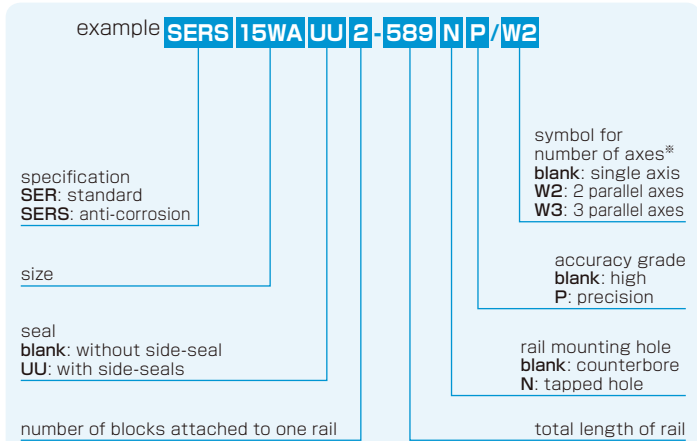 example SERS 15WA UU 2 - 589 N P / W2
symbol for
number of axes※
blank: single axis
W2: 2 parallel axes
W3: 3 parallel axes
specification
SER: standard
SERS: anti-corrosion
accuracy grade
blank: high
P: precision
size
seal
blank: without side-seal
UU: with side-seals
rail mounting hole
blank: counterbore
N: tapped hole
number of blocks attached to one rail
total length of rail